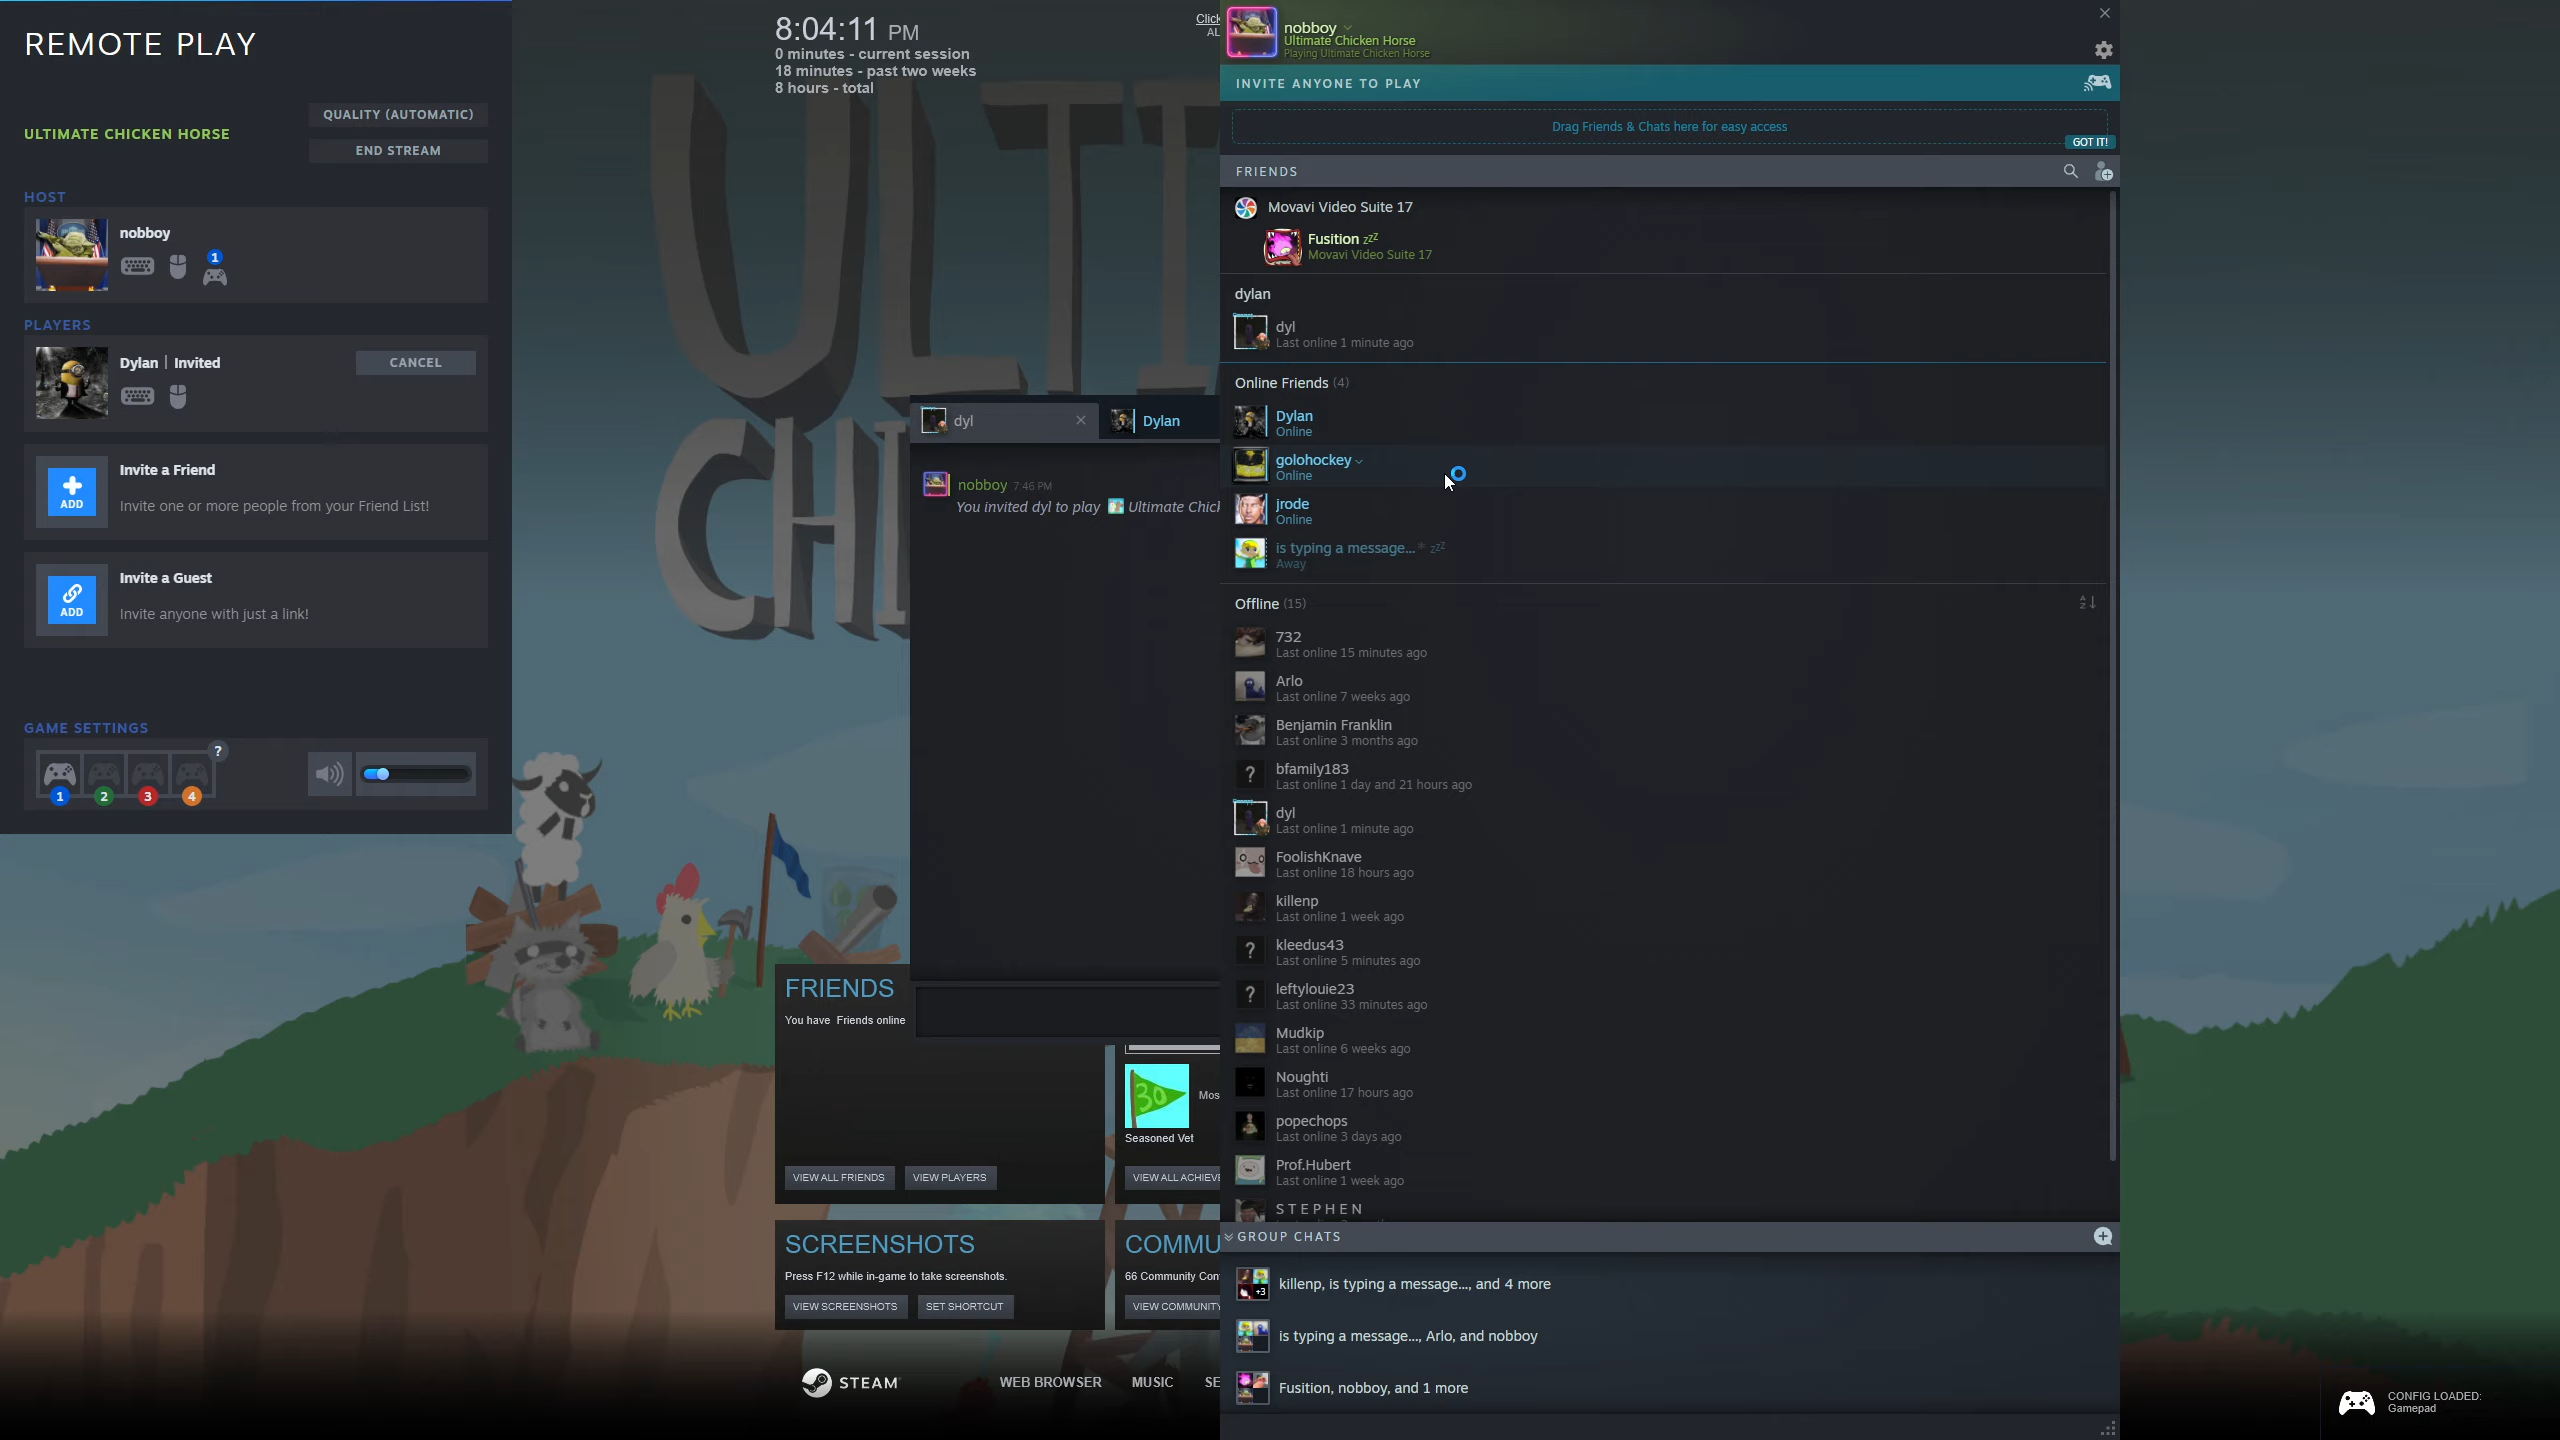 REMOTE PLAY
ULTIMATE CHICKEN HORSE
QUALITY (AUTOMATIC)
END STREAM
HOST
nobboy
1
PLAYERS
Dylan | Invited
CANCEL
ADD
Invite a Friend
Invite one or more people from your Friend List!
ADD
Invite a Guest
Invite anyone with just a link!
GAME SETTINGS
?
1 2 3 4
8:04:11 PM
0 minutes - current session
18 minutes - past two weeks
8 hours - total
Click
AL
ULTI
CHI
dyl
Dylan
nobboy 7:46 PM
You invited dyl to play Ultimate Chick
FRIENDS
You have Friends online
VIEW ALL FRIENDS
VIEW PLAYERS
30
Mos
Seasoned Vet
VIEW ALL ACHIEVE
SCREENSHOTS
Press F12 while in-game to take screenshots.
VIEW SCREENSHOTS
SET SHORTCUT
COMMU
66 Community Con
VIEW COMMUNITY
STEAM
WEB BROWSER
MUSIC
SE
nobboy
Ultimate Chicken Horse
Playing Ultimate Chicken Horse
INVITE ANYONE TO PLAY
Drag Friends & Chats here for easy access
GOT IT!
FRIENDS
Movavi Video Suite 17
Fusition zzz
Movavi Video Suite 17
dylan
dyl
Last online 1 minute ago
Online Friends (4)
Dylan
Online
golohockey
Online
jrode
Online
is typing a message...* zzz
Away
Offline (15)
732
Last online 15 minutes ago
Arlo
Last online 7 weeks ago
Benjamin Franklin
Last online 3 months ago
bfamily183
Last online 1 day and 21 hours ago
dyl
Last online 1 minute ago
FoolishKnave
Last online 18 hours ago
killenp
Last online 1 week ago
kleedus43
Last online 5 minutes ago
leftylouie23
Last online 33 minutes ago
Mudkip
Last online 6 weeks ago
Noughti
Last online 17 hours ago
popechops
Last online 3 days ago
Prof.Hubert
Last online 1 week ago
S T E P H E N
GROUP CHATS
+3
killenp, is typing a message..., and 4 more
is typing a message..., Arlo, and nobboy
Fusition, nobboy, and 1 more
CONFIG LOADED:
Gamepad